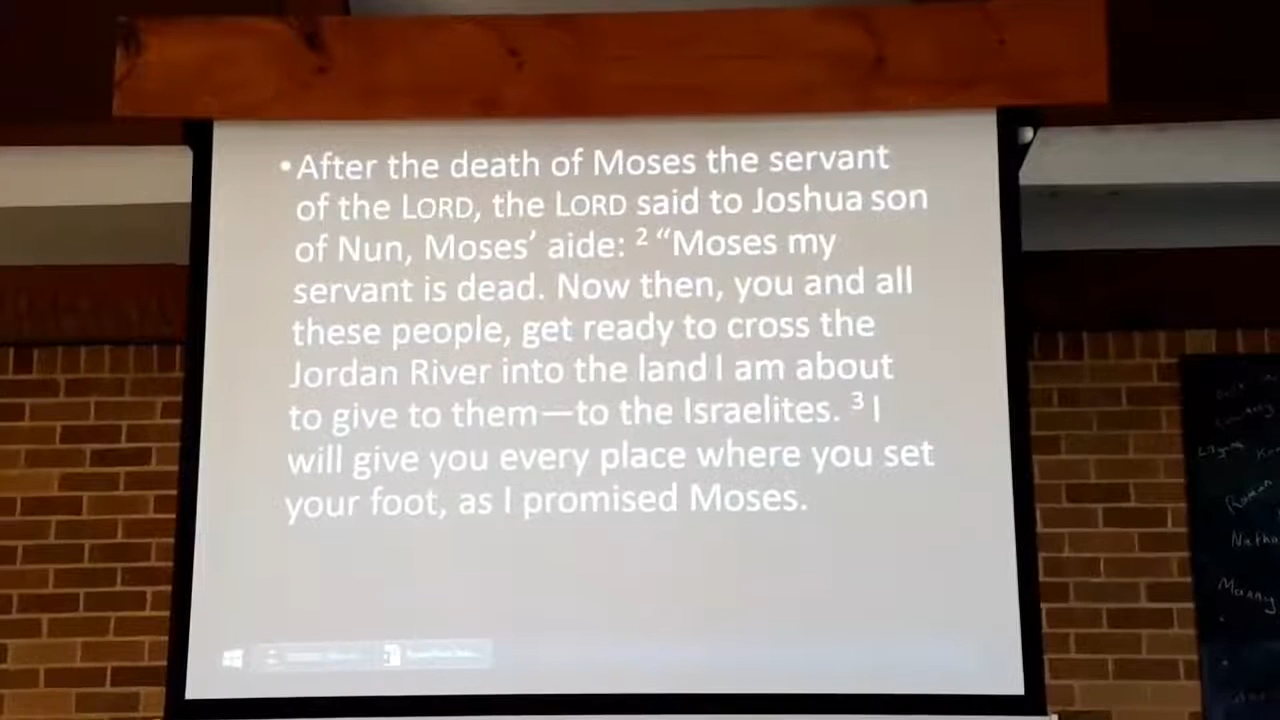 • After the death of Moses the servant
of the LORD, the LORD said to Joshua son
of Nun, Moses’ aide: ² “Moses my
servant is dead. Now then, you and all
these people, get ready to cross the
Jordan River into the land I am about
to give to them—to the Israelites. ³ I
will give you every place where you set
your foot, as I promised Moses.
Manny